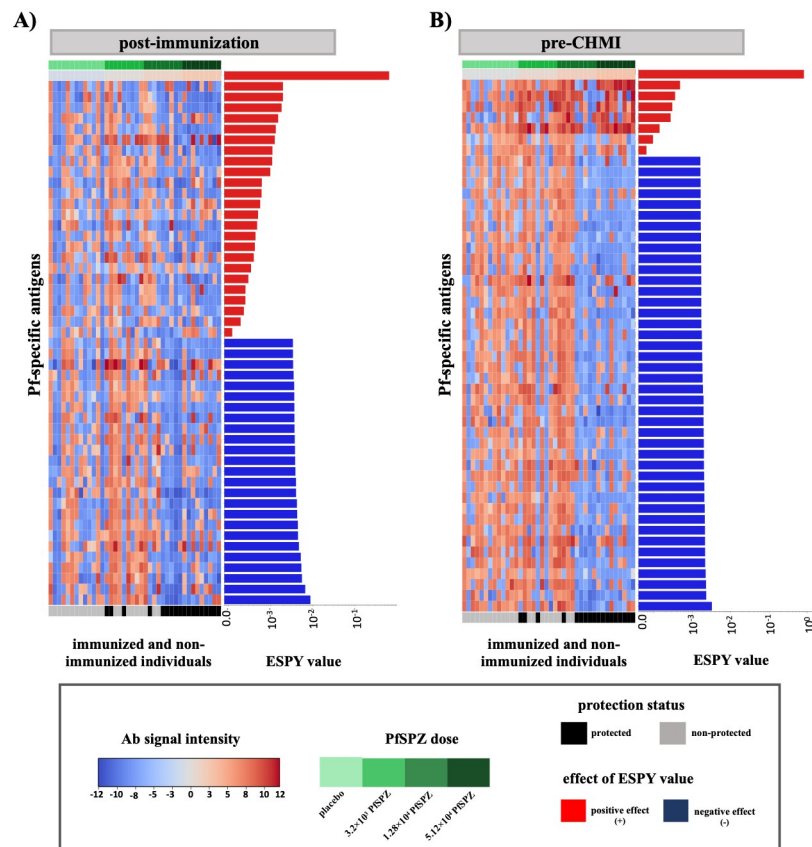 A)
post-immunization
Pf-specific antigens
0.0
10⁻³
10⁻²
10⁻¹
immunized and non-
immunized individuals
ESPY value
B)
pre-CHMI
Pf-specific antigens
0.0
10⁻³
10⁻²
10⁻¹
10⁰
immunized and non-
immunized individuals
ESPY value
Ab signal intensity
-12 -10 -8 -5 -3 0 3 5 8 10 12
PfSPZ dose
placebo
3.2×10³ PfSPZ
1.28×10⁴ PfSPZ
5.12×10⁴ PfSPZ
protection status
protected
non-protected
effect of ESPY value
positive effect
(+)
negative effect
(-)